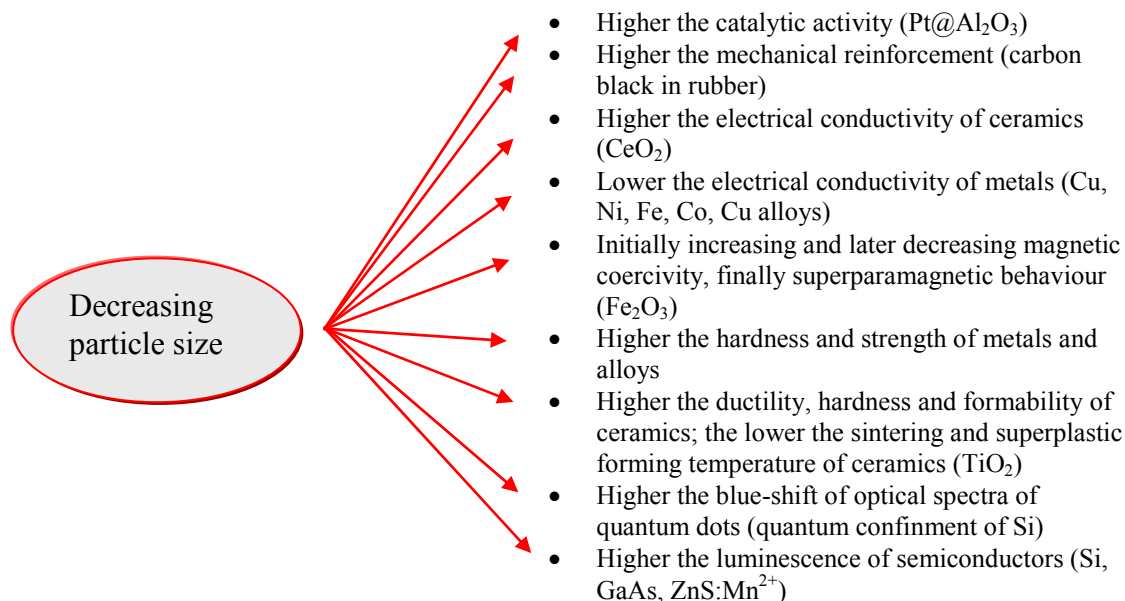 Decreasing
particle size
• Higher the catalytic activity (Pt@Al₂O₃)
• Higher the mechanical reinforcement (carbon
black in rubber)
• Higher the electrical conductivity of ceramics
(CeO₂)
• Lower the electrical conductivity of metals (Cu,
Ni, Fe, Co, Cu alloys)
• Initially increasing and later decreasing magnetic
coercivity, finally superparamagnetic behaviour
(Fe₂O₃)
• Higher the hardness and strength of metals and
alloys
• Higher the ductility, hardness and formability of
ceramics; the lower the sintering and superplastic
forming temperature of ceramics (TiO₂)
• Higher the blue-shift of optical spectra of
quantum dots (quantum confinment of Si)
• Higher the luminescence of semiconductors (Si,
GaAs, ZnS:Mn²⁺)